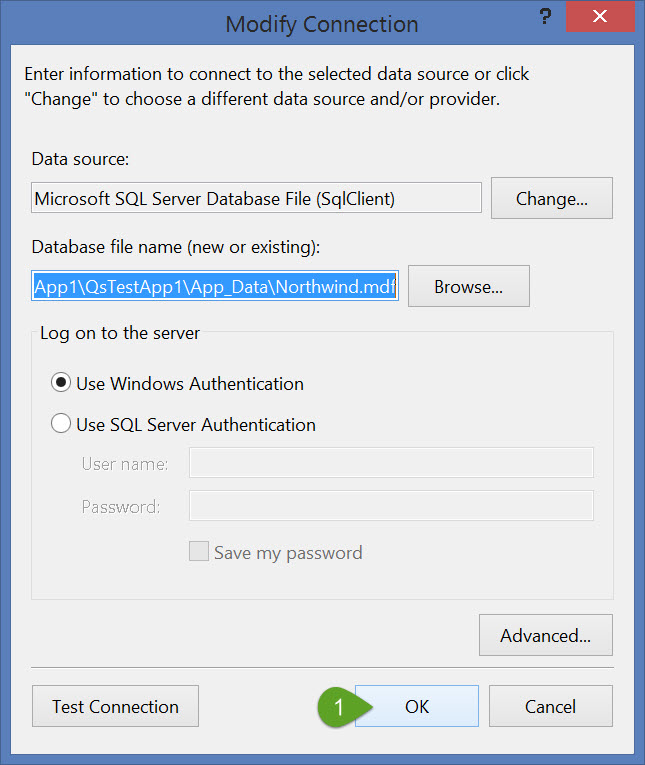 Modify Connection
?
Enter information to connect to the selected data source or click
"Change" to choose a different data source and/or provider.
Data source:
Microsoft SQL Server Database File (SqlClient)
Change...
Database file name (new or existing):
App1\QsTestApp1\App_Data\Northwind.mdf
Browse...
Log on to the server
Use Windows Authentication
Use SQL Server Authentication
User name:
Password:
Save my password
Advanced...
Test Connection
1
OK
Cancel